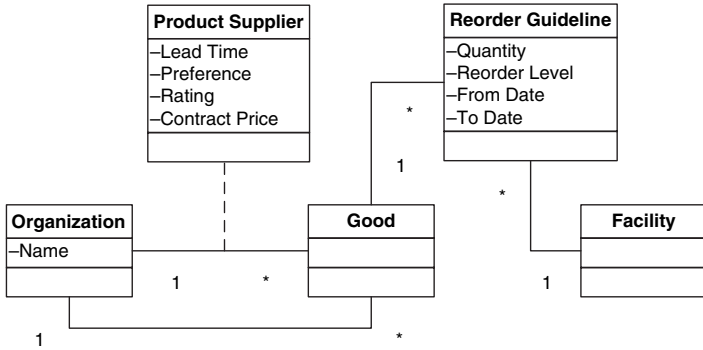 Product Supplier
–Lead Time
–Preference
–Rating
–Contract Price
Reorder Guideline
–Quantity
–Reorder Level
–From Date
–To Date
*
1
*
1
Organization
–Name
Good
Facility
1
*
1
*